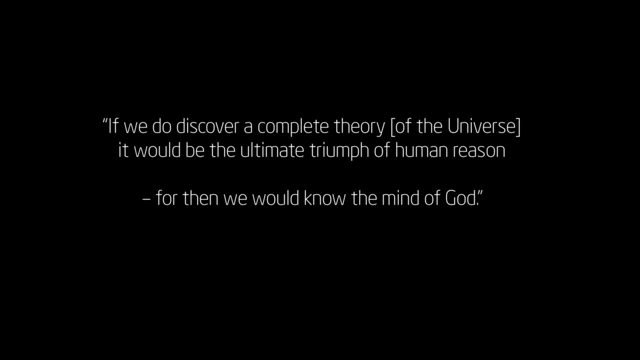 “If we do discover a complete theory [of the Universe]
it would be the ultimate triumph of human reason
– for then we would know the mind of God.”